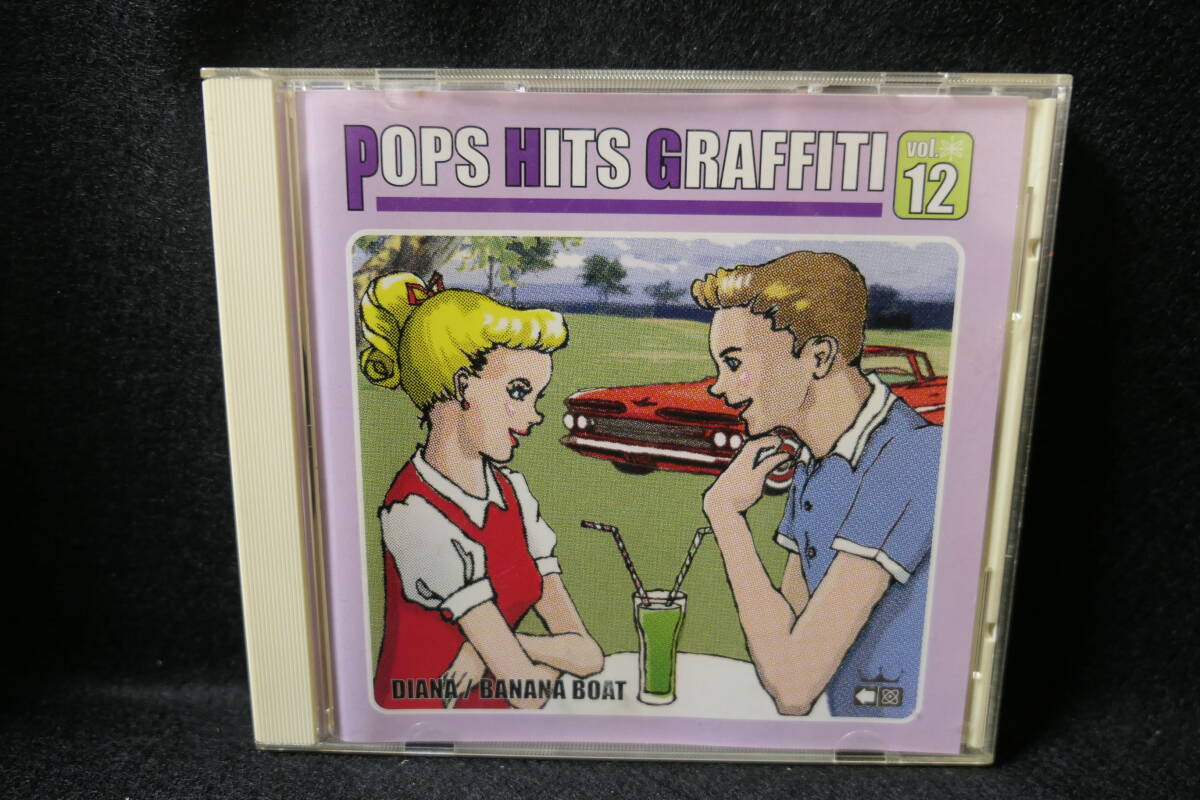 POPS HITS GRAFFITI
vol.
12
DIANA / BANANA BOAT